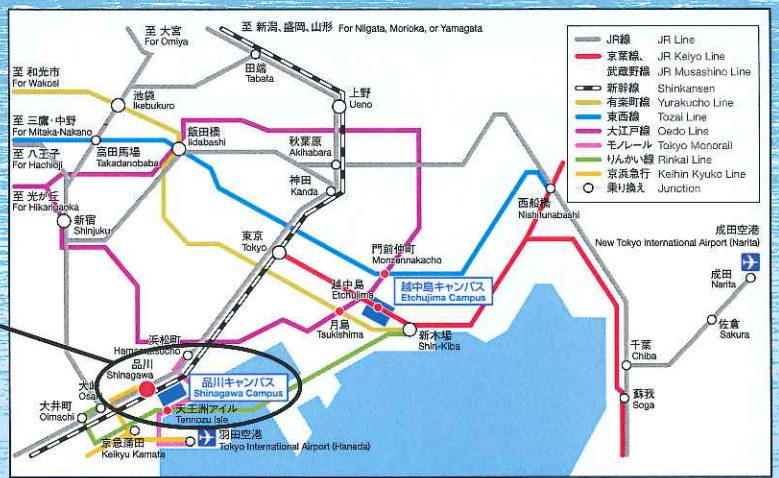 至 大宮
For Omiya
至 新潟、盛岡、山形 For Niigata, Morioka, or Yamagata
田端
Tabata
上野
Ueno
至 和光市
For Wakosi
池袋
Ikebukuro
至 三鷹・中野
For Mitaka-Nakano
飯田橋
Iidabashi
秋葉原
Akihabara
高田馬場
Takadanobaba
至 八王子
For Hachioji
神田
Kanda
至 光が丘
For Hikarigaoka
新宿
Shinjuku
東京
Tokyo
門前仲町
Monzennakacho
西船橋
Nishifunabashi
越中島
Etchujima
越中島キャンパス
Etchujima Campus
月島
Tsukishima
新木場
Shin-Kiba
浜松町
Hamamatsucho
品川
Shinagawa
品川キャンパス
Shinagawa Campus
大井町
Oimachi
天王洲アイル
Tennozu Isle
京急蒲田
Keikyu Kamata
羽田空港
Tokyo International Airport (Haneda)
JR線 JR Line
京葉線、 JR Keiyo Line
武蔵野線 JR Musashino Line
新幹線 Shinkansen
有楽町線 Yurakucho Line
東西線 Tozai Line
大江戸線 Oedo Line
モノレール Tokyo Monorail
りんかい線 Rinkai Line
京浜急行 Keihin Kyuko Line
乗り換え Junction
成田空港
New Tokyo International Airport (Narita)
成田
Narita
佐倉
Sakura
千葉
Chiba
蘇我
Soga